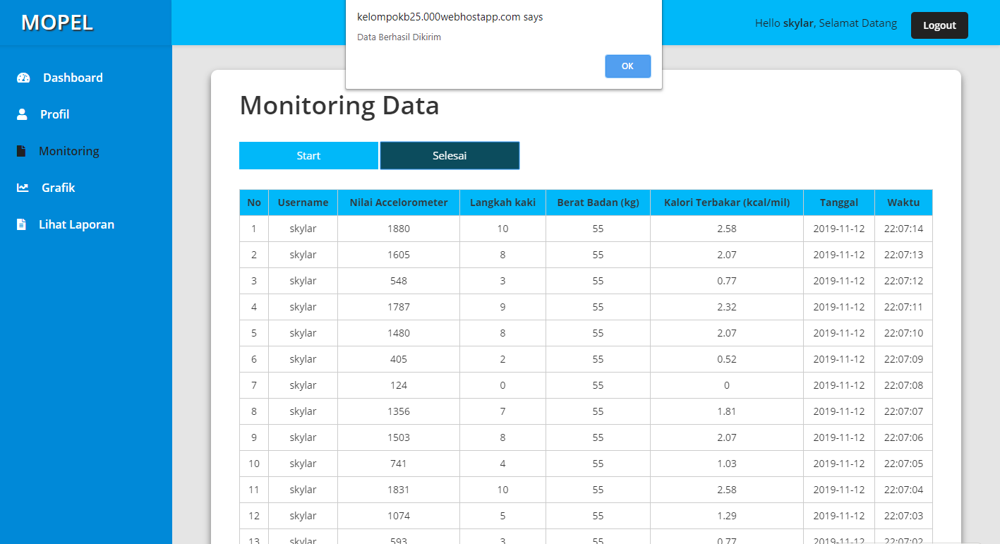 MOPEL
kelompokb25.000webhostapp.com says
Data Berhasil Dikirim
OK
Hello skylar, Selamat Datang
Logout
Dashboard
Profil
Monitoring
Grafik
Lihat Laporan
Monitoring Data
Start Selesai
No Username Nilai Accelorometer Langkah kaki Berat Badan (kg) Kalori Terbakar (kcal/mil) Tanggal Waktu
1 skylar 1880 10 55 2.58 2019-11-12 22:07:14
2 skylar 1605 8 55 2.07 2019-11-12 22:07:13
3 skylar 548 3 55 0.77 2019-11-12 22:07:12
4 skylar 1787 9 55 2.32 2019-11-12 22:07:11
5 skylar 1480 8 55 2.07 2019-11-12 22:07:10
6 skylar 405 2 55 0.52 2019-11-12 22:07:09
7 skylar 124 0 55 0 2019-11-12 22:07:08
8 skylar 1356 7 55 1.81 2019-11-12 22:07:07
9 skylar 1503 8 55 2.07 2019-11-12 22:07:06
10 skylar 741 4 55 1.03 2019-11-12 22:07:05
11 skylar 1831 10 55 2.58 2019-11-12 22:07:04
12 skylar 1074 5 55 1.29 2019-11-12 22:07:03
13 skylar 593 3 55 0.77 2019-11-12 22:07:02